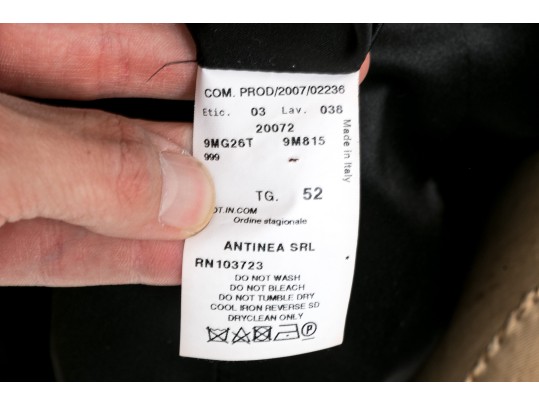 COM. PROD/2007/02236
Etic. 03 Lav. 038
20072
9MG26T 9M815
999 ~
Made in Italy
TG. 52
OT.IN.COM
Ordine stagionale
ANTINEA SRL
RN103723
DO NOT WASH
DO NOT BLEACH
DO NOT TUMBLE DRY
COOL IRON REVERSE SD
DRYCLEAN ONLY
P